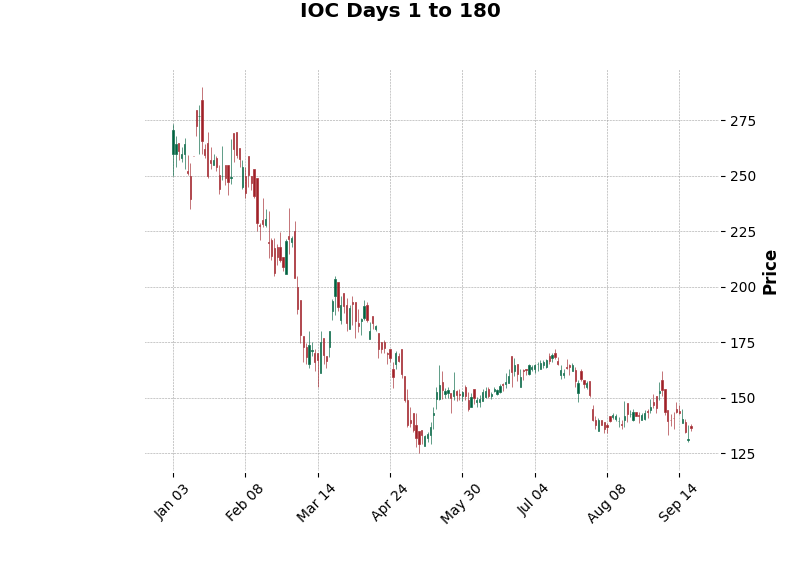 IOC Days 1 to 180
275
250
225
200
175
150
125
Price
Jan 03
Feb 08
Mar 14
Apr 24
May 30
Jul 04
Aug 08
Sep 14